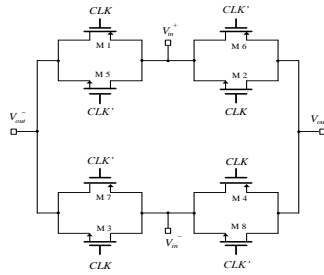 CLK CLK'
V_in^+
M 1 M 6
M 5 M 2
CLK' CLK
V_out^- V_ou
CLK' CLK
M 7 M 4
M 3 M 8
V_in^-
CLK CLK'